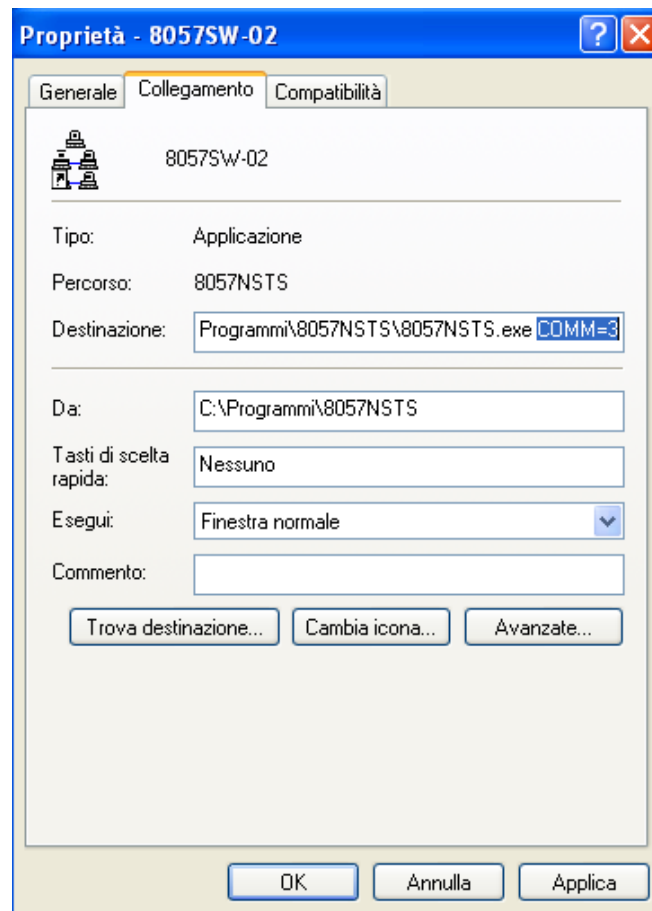 Proprietà - 8057SW-02
Generale Collegamento Compatibilità
8057SW-02
Tipo: Applicazione
Percorso: 8057NSTS
Destinazione: Programmi\8057NSTS\8057NSTS.exe COMM=3
Da: C:\Programmi\8057NSTS
Tasti di scelta
rapida: Nessuno
Esegui: Finestra normale
Commento:
Trova destinazione... Cambia icona... Avanzate...
OK Annulla Applica